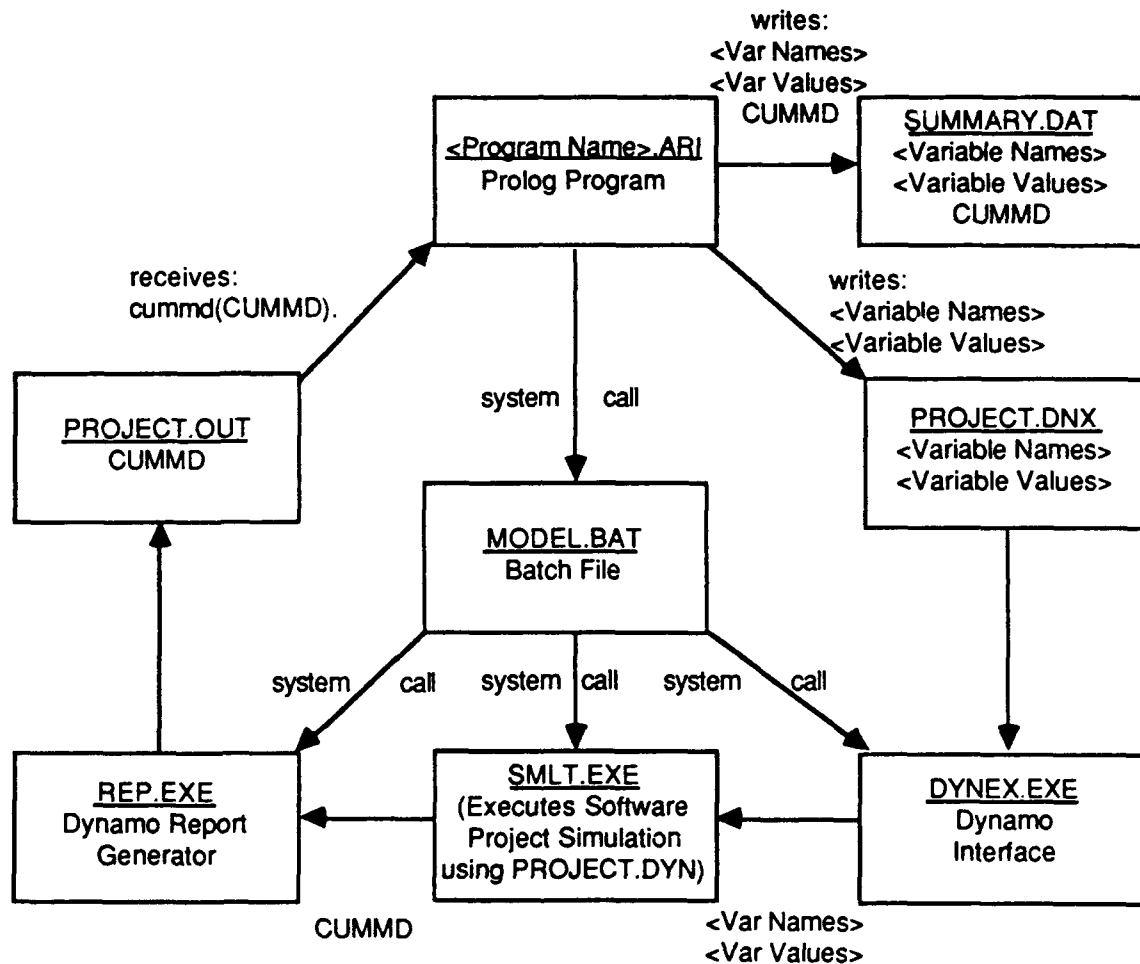 writes:
<Var Names>
<Var Values>
CUMMD
<Program Name>.ARI
Prolog Program
SUMMARY.DAT
<Variable Names>
<Variable Values>
CUMMD
receives:
cummd(CUMMD).
writes:
<Variable Names>
<Variable Values>
system call
PROJECT.OUT
CUMMD
PROJECT.DNX
<Variable Names>
<Variable Values>
MODEL.BAT
Batch File
system call system call system call
REP.EXE
Dynamo Report
Generator
SMLT.EXE
(Executes Software
Project Simulation
using PROJECT.DYN)
DYNEX.EXE
Dynamo
Interface
CUMMD
<Var Names>
<Var Values>